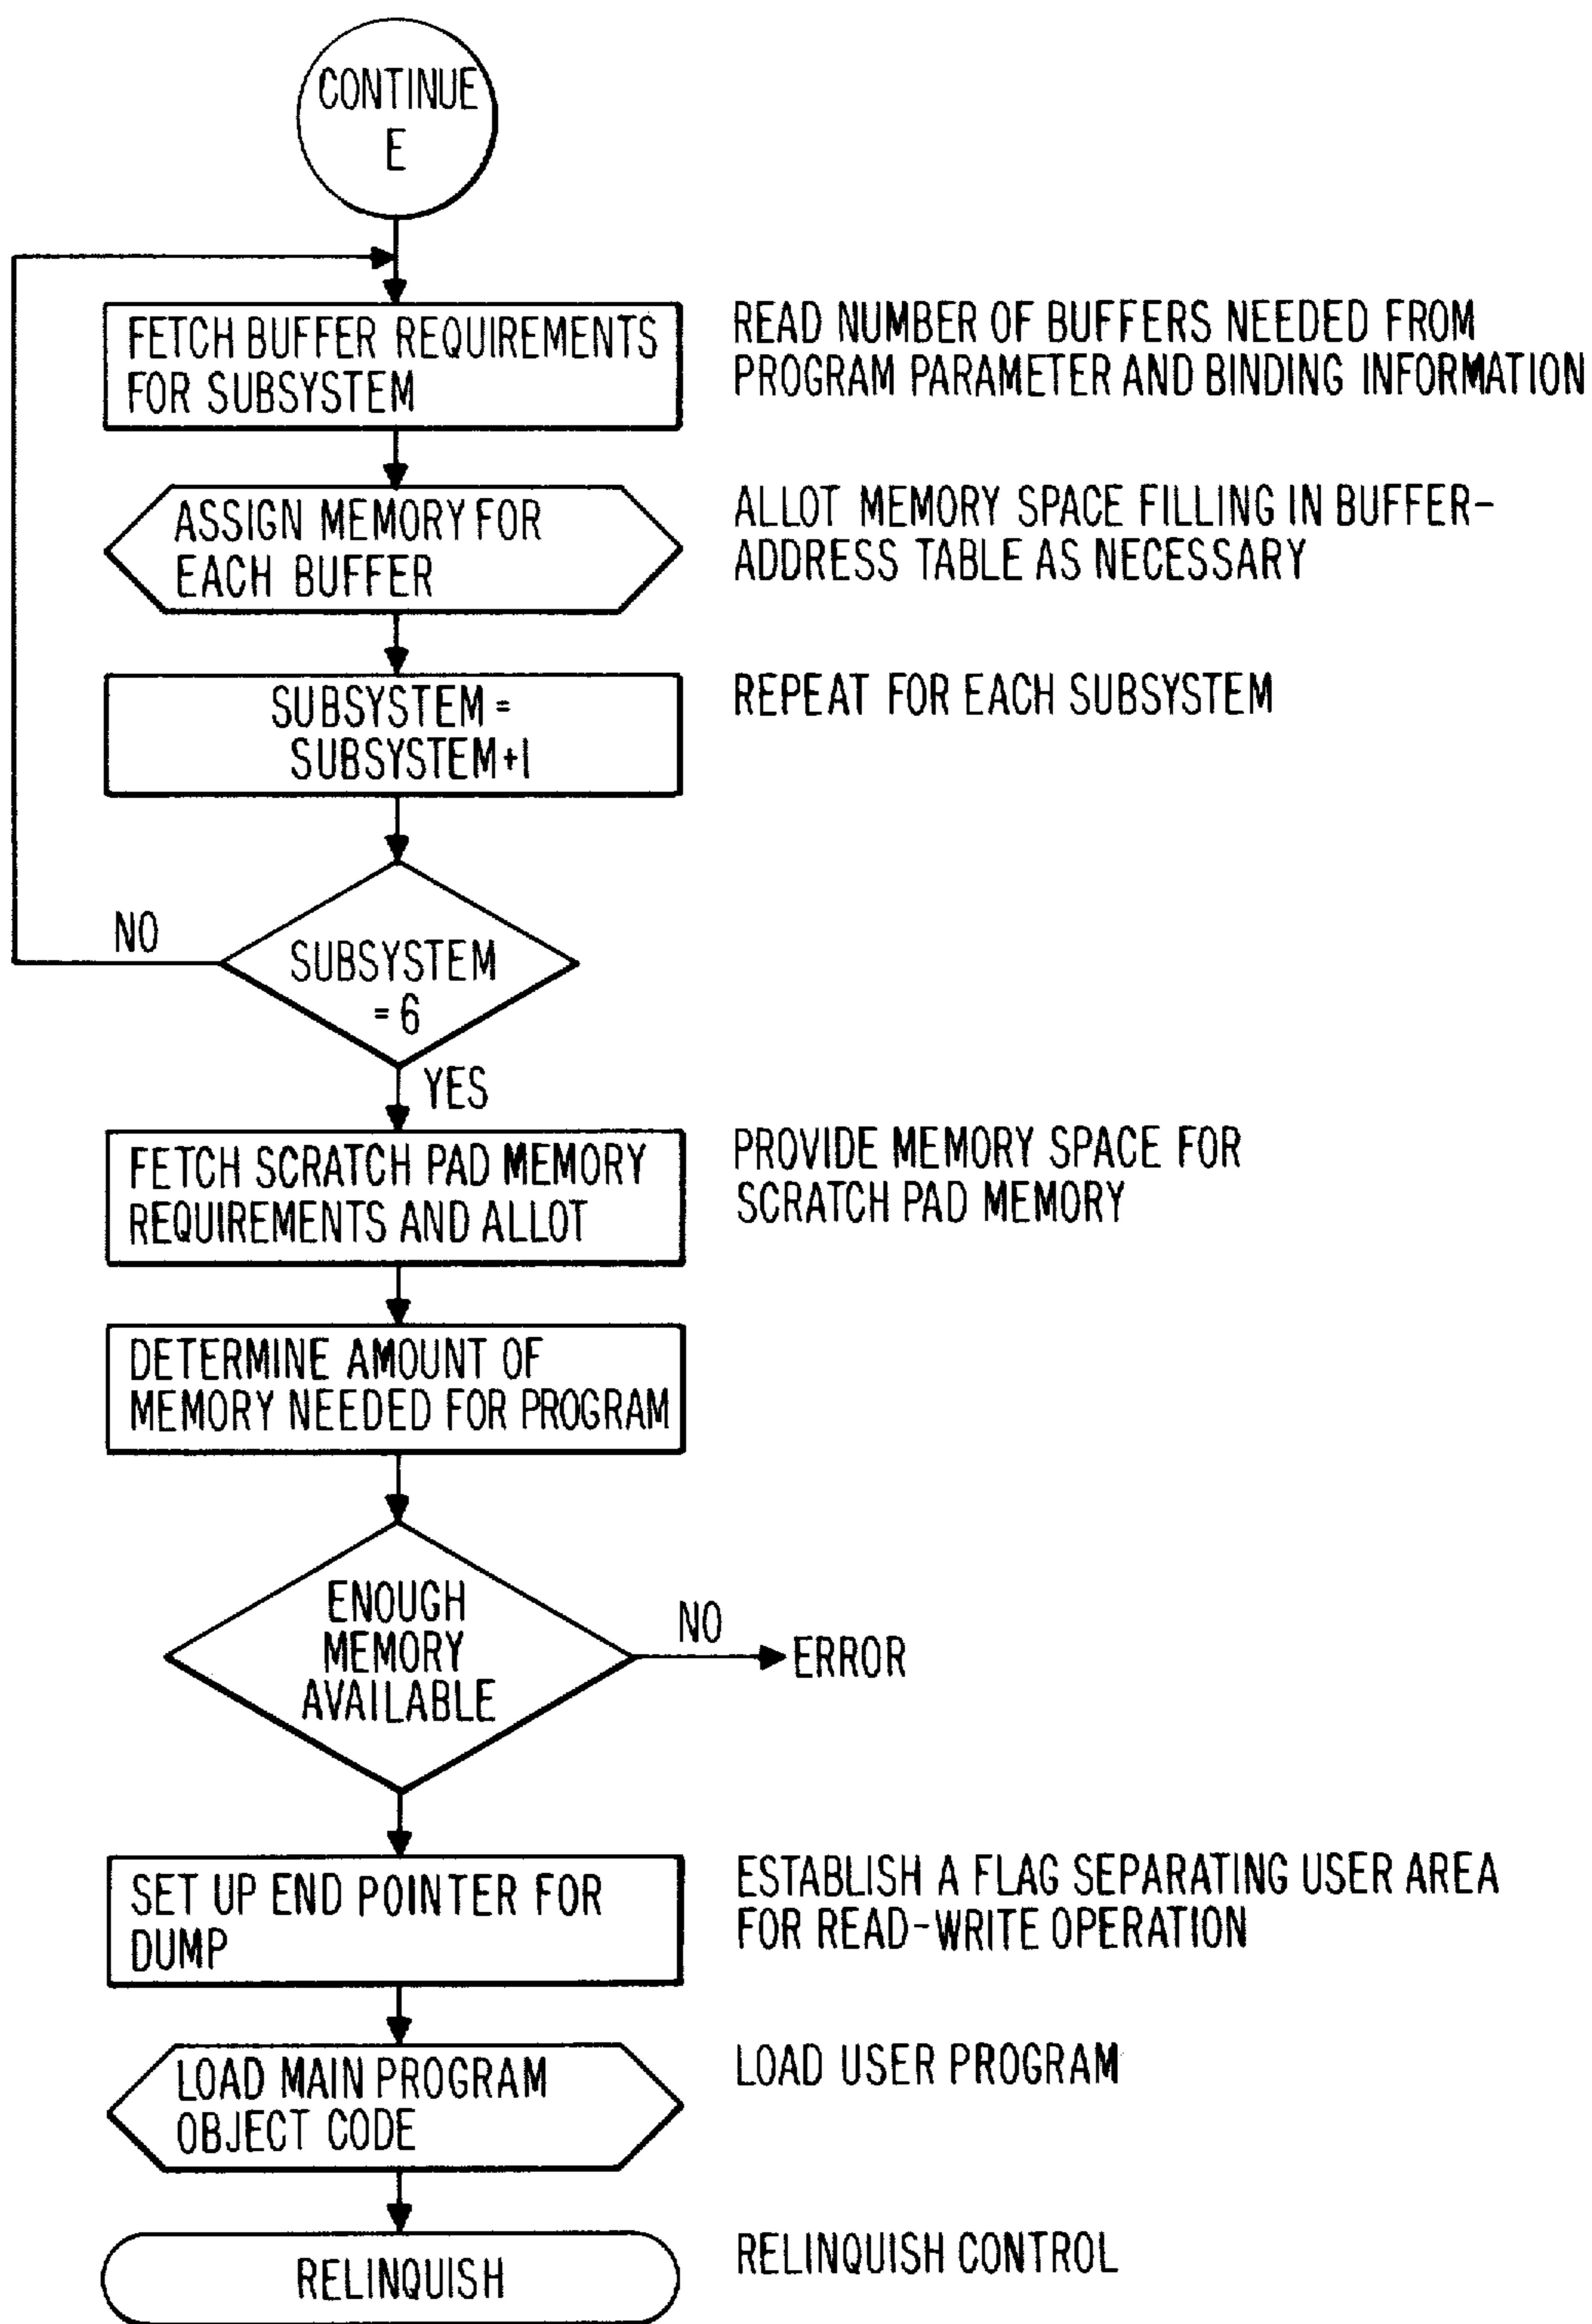 CONTINUE
E
FETCH BUFFER REQUIREMENTS
FOR SUBSYSTEM
READ NUMBER OF BUFFERS NEEDED FROM
PROGRAM PARAMETER AND BINDING INFORMATION
ASSIGN MEMORY FOR
EACH BUFFER
ALLOT MEMORY SPACE FILLING IN BUFFER-
ADDRESS TABLE AS NECESSARY
SUBSYSTEM =
SUBSYSTEM+1
REPEAT FOR EACH SUBSYSTEM
NO
SUBSYSTEM
= 6
YES
FETCH SCRATCH PAD MEMORY
REQUIREMENTS AND ALLOT
PROVIDE MEMORY SPACE FOR
SCRATCH PAD MEMORY
DETERMINE AMOUNT OF
MEMORY NEEDED FOR PROGRAM
ENOUGH
MEMORY
AVAILABLE
NO
ERROR
SET UP END POINTER FOR
DUMP
ESTABLISH A FLAG SEPARATING USER AREA
FOR READ-WRITE OPERATION
LOAD MAIN PROGRAM
OBJECT CODE
LOAD USER PROGRAM
RELINQUISH
RELINQUISH CONTROL